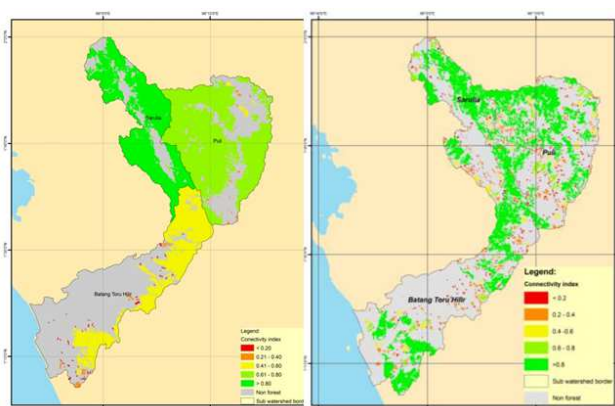 Sarulla
Puli
Batang Toru Hilir
Legend:
Conectivity index
< 0.20
0.21 - 0.40
0.41 - 0.60
0.61 - 0.80
> 0.80
Non forest
Sub watershed border
Sarulla
Puli
Batang Toru Hilir
Legend:
Connectivity index
< 0.2
0.2 - 0.4
0.4 -0.6
0.6 - 0.8
>0.8
Sub watershed border
Non forest